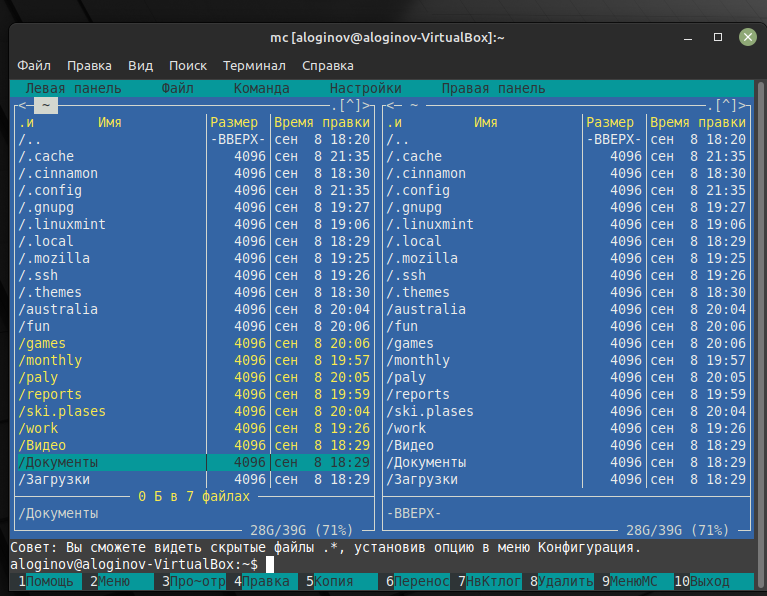 mc [aloginov@aloginov-VirtualBox]:~
Файл Правка Вид Поиск Терминал Справка
Левая панель Файл Команда Настройки Правая панель
<─ ~ .[^]> <─ ~ .[^]>
.и Имя Размер Время правки .и Имя Размер Время правки
/.. -ВВЕРХ- сен 8 18:20 /.. -ВВЕРХ- сен 8 18:20
/.cache 4096 сен 8 21:35 /.cache 4096 сен 8 21:35
/.cinnamon 4096 сен 8 18:30 /.cinnamon 4096 сен 8 18:30
/.config 4096 сен 8 21:35 /.config 4096 сен 8 21:35
/.gnupg 4096 сен 8 19:27 /.gnupg 4096 сен 8 19:27
/.linuxmint 4096 сен 8 19:06 /.linuxmint 4096 сен 8 19:06
/.local 4096 сен 8 18:29 /.local 4096 сен 8 18:29
/.mozilla 4096 сен 8 19:25 /.mozilla 4096 сен 8 19:25
/.ssh 4096 сен 8 19:26 /.ssh 4096 сен 8 19:26
/.themes 4096 сен 8 18:30 /.themes 4096 сен 8 18:30
/australia 4096 сен 8 20:04 /australia 4096 сен 8 20:04
/fun 4096 сен 8 20:06 /fun 4096 сен 8 20:06
/games 4096 сен 8 20:06 /games 4096 сен 8 20:06
/monthly 4096 сен 8 19:57 /monthly 4096 сен 8 19:57
/paly 4096 сен 8 20:05 /paly 4096 сен 8 20:05
/reports 4096 сен 8 19:59 /reports 4096 сен 8 19:59
/ski.plases 4096 сен 8 20:04 /ski.plases 4096 сен 8 20:04
/work 4096 сен 8 19:26 /work 4096 сен 8 19:26
/Видео 4096 сен 8 18:29 /Видео 4096 сен 8 18:29
/Документы 4096 сен 8 18:29 /Документы 4096 сен 8 18:29
/Загрузки 4096 сен 8 18:29 /Загрузки 4096 сен 8 18:29
0 Б в 7 файлах
/Документы -ВВЕРХ-
28G/39G (71%) 28G/39G (71%)
Совет: Вы сможете видеть скрытые файлы .*, установив опцию в меню Конфигурация.
aloginov@aloginov-VirtualBox:~$
1Помощь 2Меню 3Про~отр 4Правка 5Копия 6Перенос 7НвКтлог 8Удалить 9МенюMC 10Выход